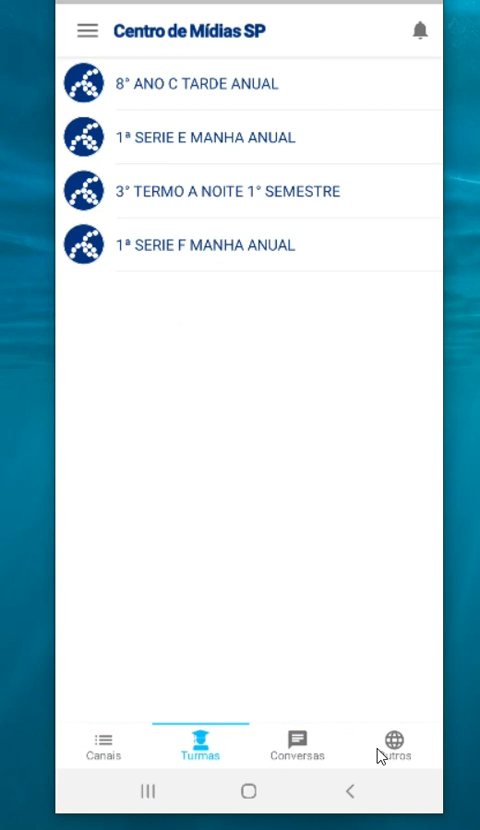 Centro de Mídias SP
8° ANO C TARDE ANUAL
1ª SERIE E MANHA ANUAL
3° TERMO A NOITE 1° SEMESTRE
1ª SERIE F MANHA ANUAL
Canais
Turmas
Conversas